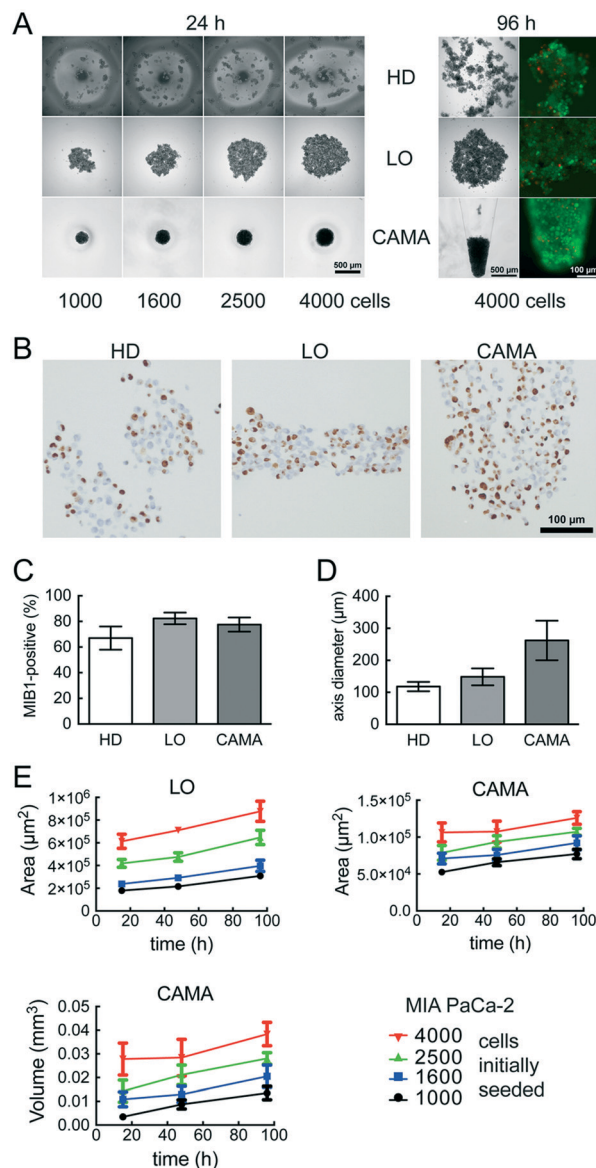 A
24 h
96 h
HD
LO
CAMA
500 µm
500 µm
100 µm
1000
1600
2500
4000 cells
4000 cells
B
HD
LO
CAMA
100 µm
C
MIB1-positive (%)
100
80
60
40
20
0
HD
LO
CAMA
D
axis diameter (µm)
400
300
200
100
0
HD
LO
CAMA
E
LO
Area (µm²)
1×10⁶
8×10⁵
6×10⁵
4×10⁵
2×10⁵
0 20 40 60 80 100
time (h)
CAMA
Area (µm²)
1.5×10⁵
1.0×10⁵
5.0×10⁴
0.0
0 20 40 60 80 100
time (h)
CAMA
Volume (mm³)
0.05
0.04
0.03
0.02
0.01
0.00
0 20 40 60 80 100
time (h)
MIA PaCa-2
4000 cells
2500 initially
1600 seeded
1000